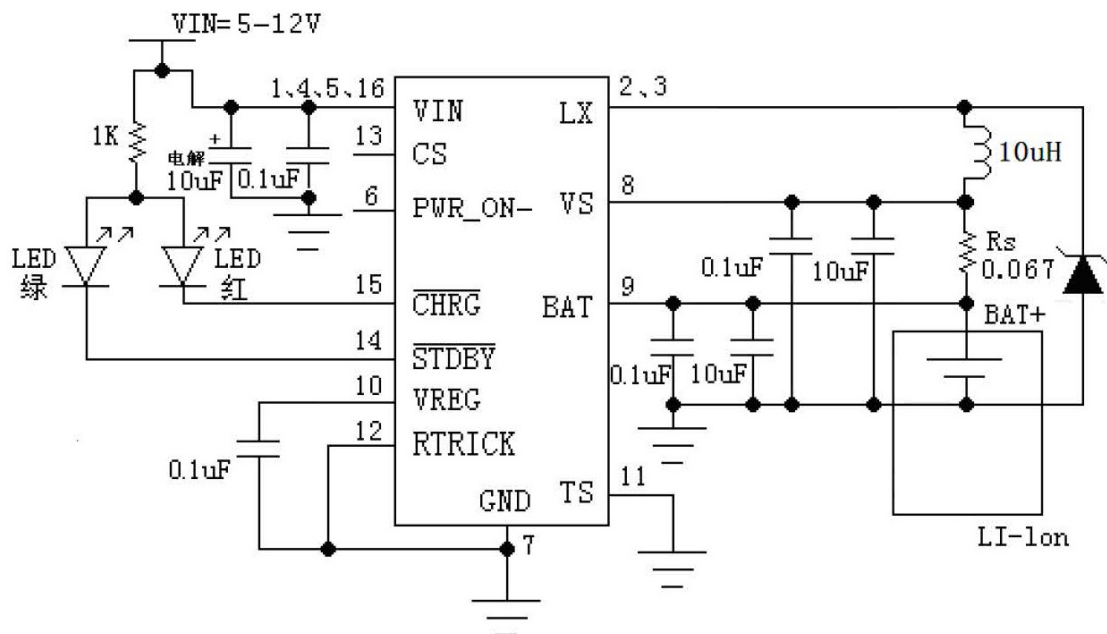 VIN=5-12V
1、4、5、16
2、3
VIN
LX
1K
13
CS
10uH
电解
+
10uF
0.1uF
6
PWR_ON-
8
VS
LED
绿
LED
红
Rs
0.067
0.1uF
10uF
15
CHRG
9
BAT
BAT+
14
STDBY
0.1uF
10uF
10
VREG
12
RTRICK
0.1uF
11
TS
GND
7
LI-lon